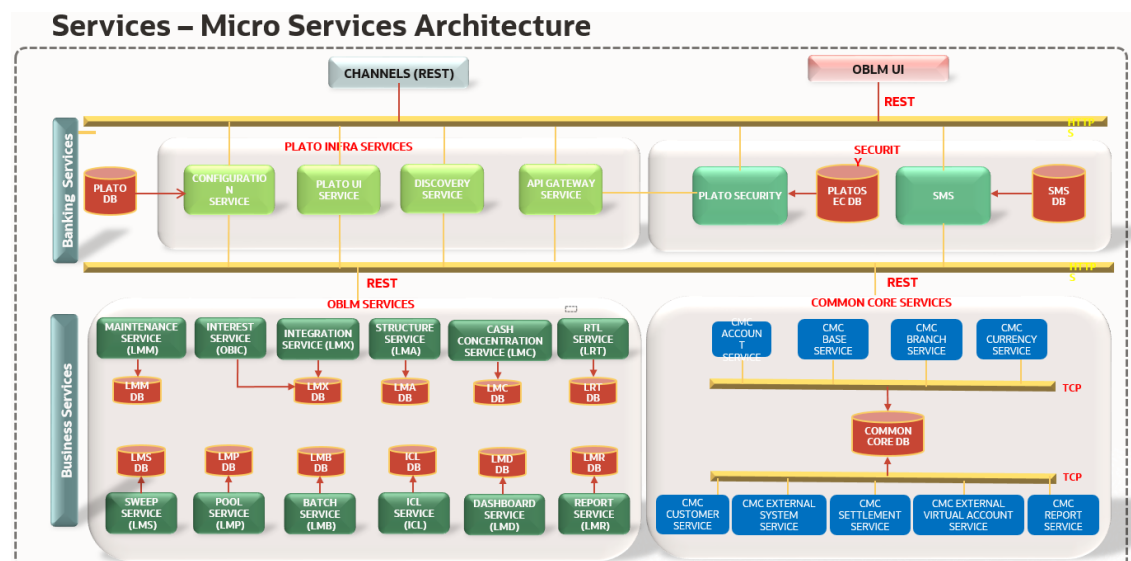 Services – Micro Services Architecture
CHANNELS (REST)
OBLM UI
REST
HTTP
S
Banking Services
PLATO INFRA SERVICES
SECURIT
Y
PLATO
DB
CONFIGURATIO
N
SERVICE
PLATO UI
SERVICE
DISCOVERY
SERVICE
API GATEWAY
SERVICE
PLATO SECURITY
PLATOS
EC DB
SMS
SMS
DB
HTTP
S
REST
REST
Business Services
OBLM SERVICES
COMMON CORE SERVICES
MAINTENANCE
SERVICE
(LMM)
INTEREST
SERVICE
(OBIC)
INTEGRATION
SERVICE (LMX)
STRUCTURE
SERVICE
(LMA)
CASH
CONCENTRATION
SERVICE (LMC)
RTL
SERVICE
(LRT)
CMC
ACCOUN
T
SERVICE
CMC
BASE
SERVICE
CMC
BRANCH
SERVICE
CMC
CURRENCY
SERVICE
LMM
DB
LMX
DB
LMA
DB
LMC
DB
LRT
DB
TCP
COMMON
CORE DB
LMS
DB
LMP
DB
LMB
DB
ICL
DB
LMD
DB
LMR
DB
TCP
SWEEP
SERVICE
(LMS)
POOL
SERVICE
(LMP)
BATCH
SERVICE
(LMB)
ICL
SERVICE
(ICL)
DASHBOARD
SERVICE
(LMD)
REPORT
SERVICE
(LMR)
CMC
CUSTOMER
SERVICE
CMC EXTERNAL
SYSTEM
SERVICE
CMC
SETTLEMENT
SERVICE
CMC EXTERNAL
VIRTUAL ACCOUNT
SERVICE
CMC
REPORT
SERVICE